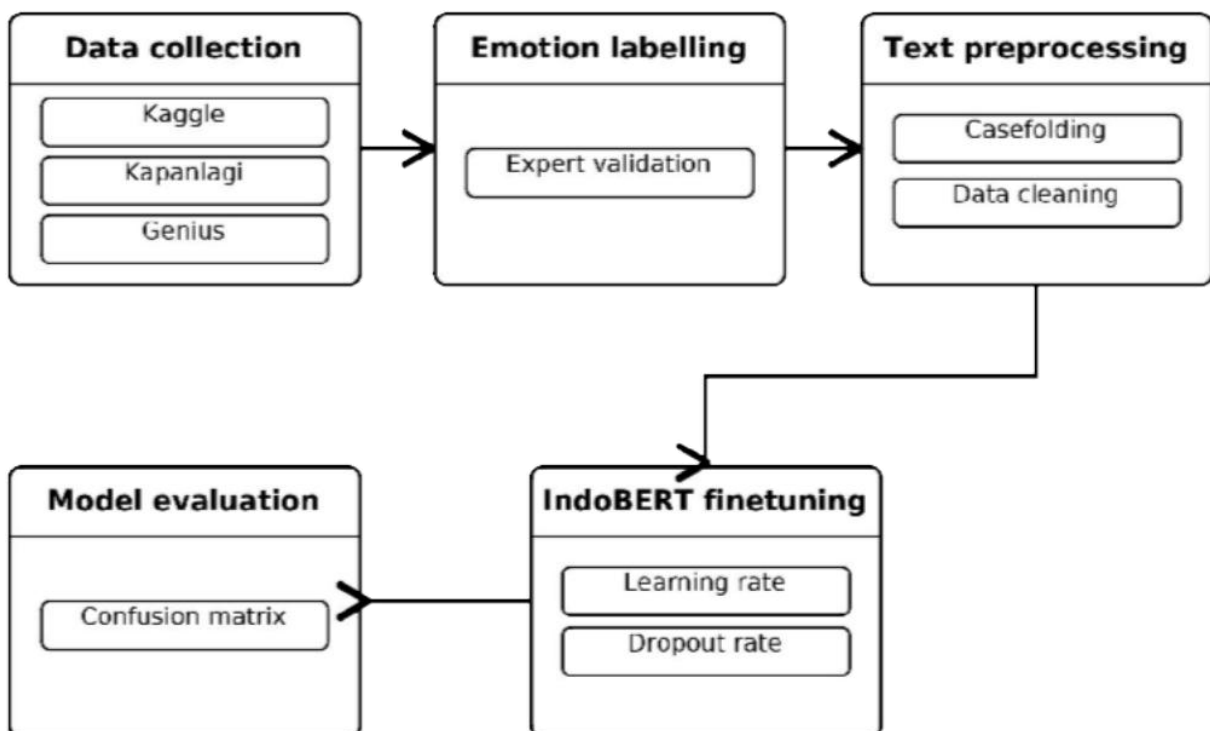 Data collection
Kaggle
Kapanlagi
Genius
Emotion labelling
Expert validation
Text preprocessing
Casefolding
Data cleaning
IndoBERT finetuning
Learning rate
Dropout rate
Model evaluation
Confusion matrix